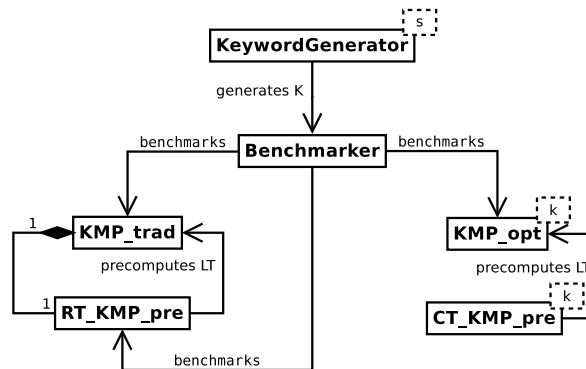 s
KeywordGenerator
generates K
benchmarks
benchmarks
Benchmarker
1
KMP_trad
k
KMP_opt
precomputes LT
precomputes LT
1
RT_KMP_pre
k
CT_KMP_pre
benchmarks